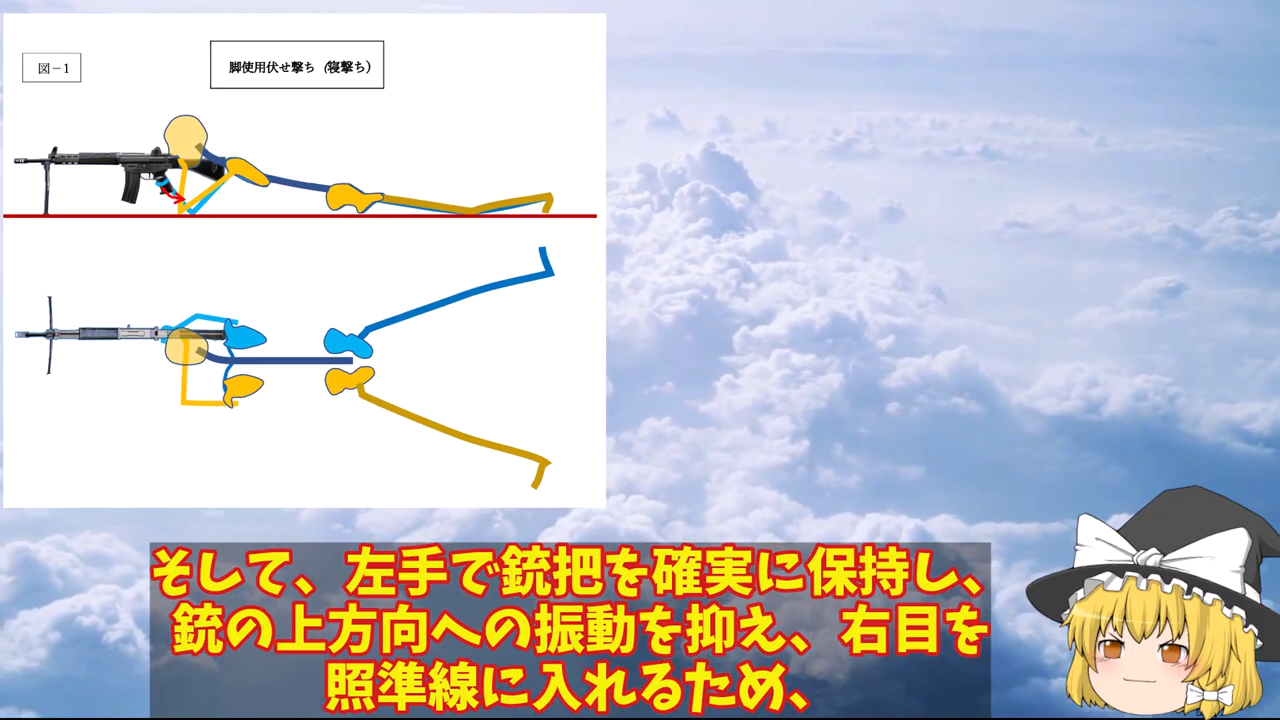 図－1
脚使用伏せ撃ち（寝撃ち）
そして、左手で銃把を確実に保持し、
銃の上方向への振動を抑え、右目を
照準線に入れるため、